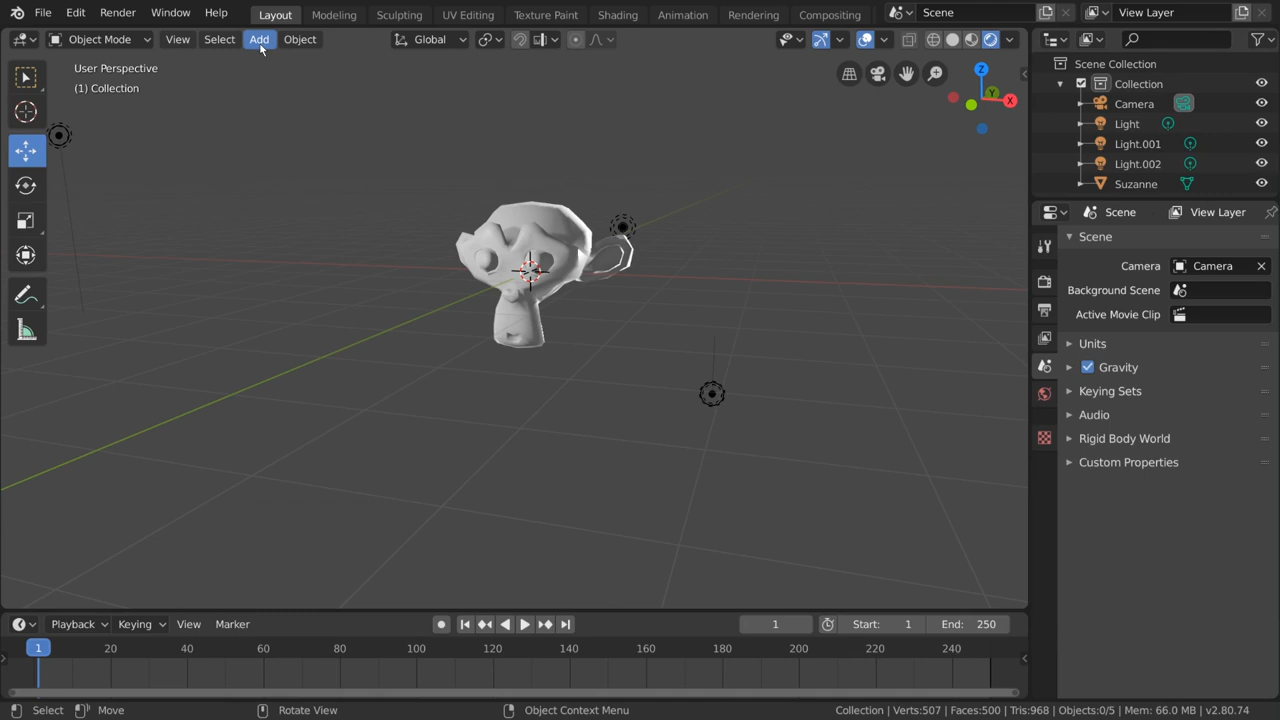 File Edit Render Window Help Layout Modeling Sculpting UV Editing Texture Paint Shading Animation Rendering Compositing Scene View Layer
Object Mode View Select Add Object Global
User Perspective
(1) Collection
Z
Y
X
Scene Collection
Collection
Camera
Light
Light.001
Light.002
Suzanne
Scene View Layer
Scene
Camera Camera
Background Scene
Active Movie Clip
Units
Gravity
Keying Sets
Audio
Rigid Body World
Custom Properties
Playback Keying View Marker 1 Start: 1 End: 250
1 20 40 60 80 100 120 140 160 180 200 220 240
Select Move Rotate View Object Context Menu Collection | Verts:507 | Faces:500 | Tris:968 | Objects:0/5 | Mem: 66.0 MB | v2.80.74